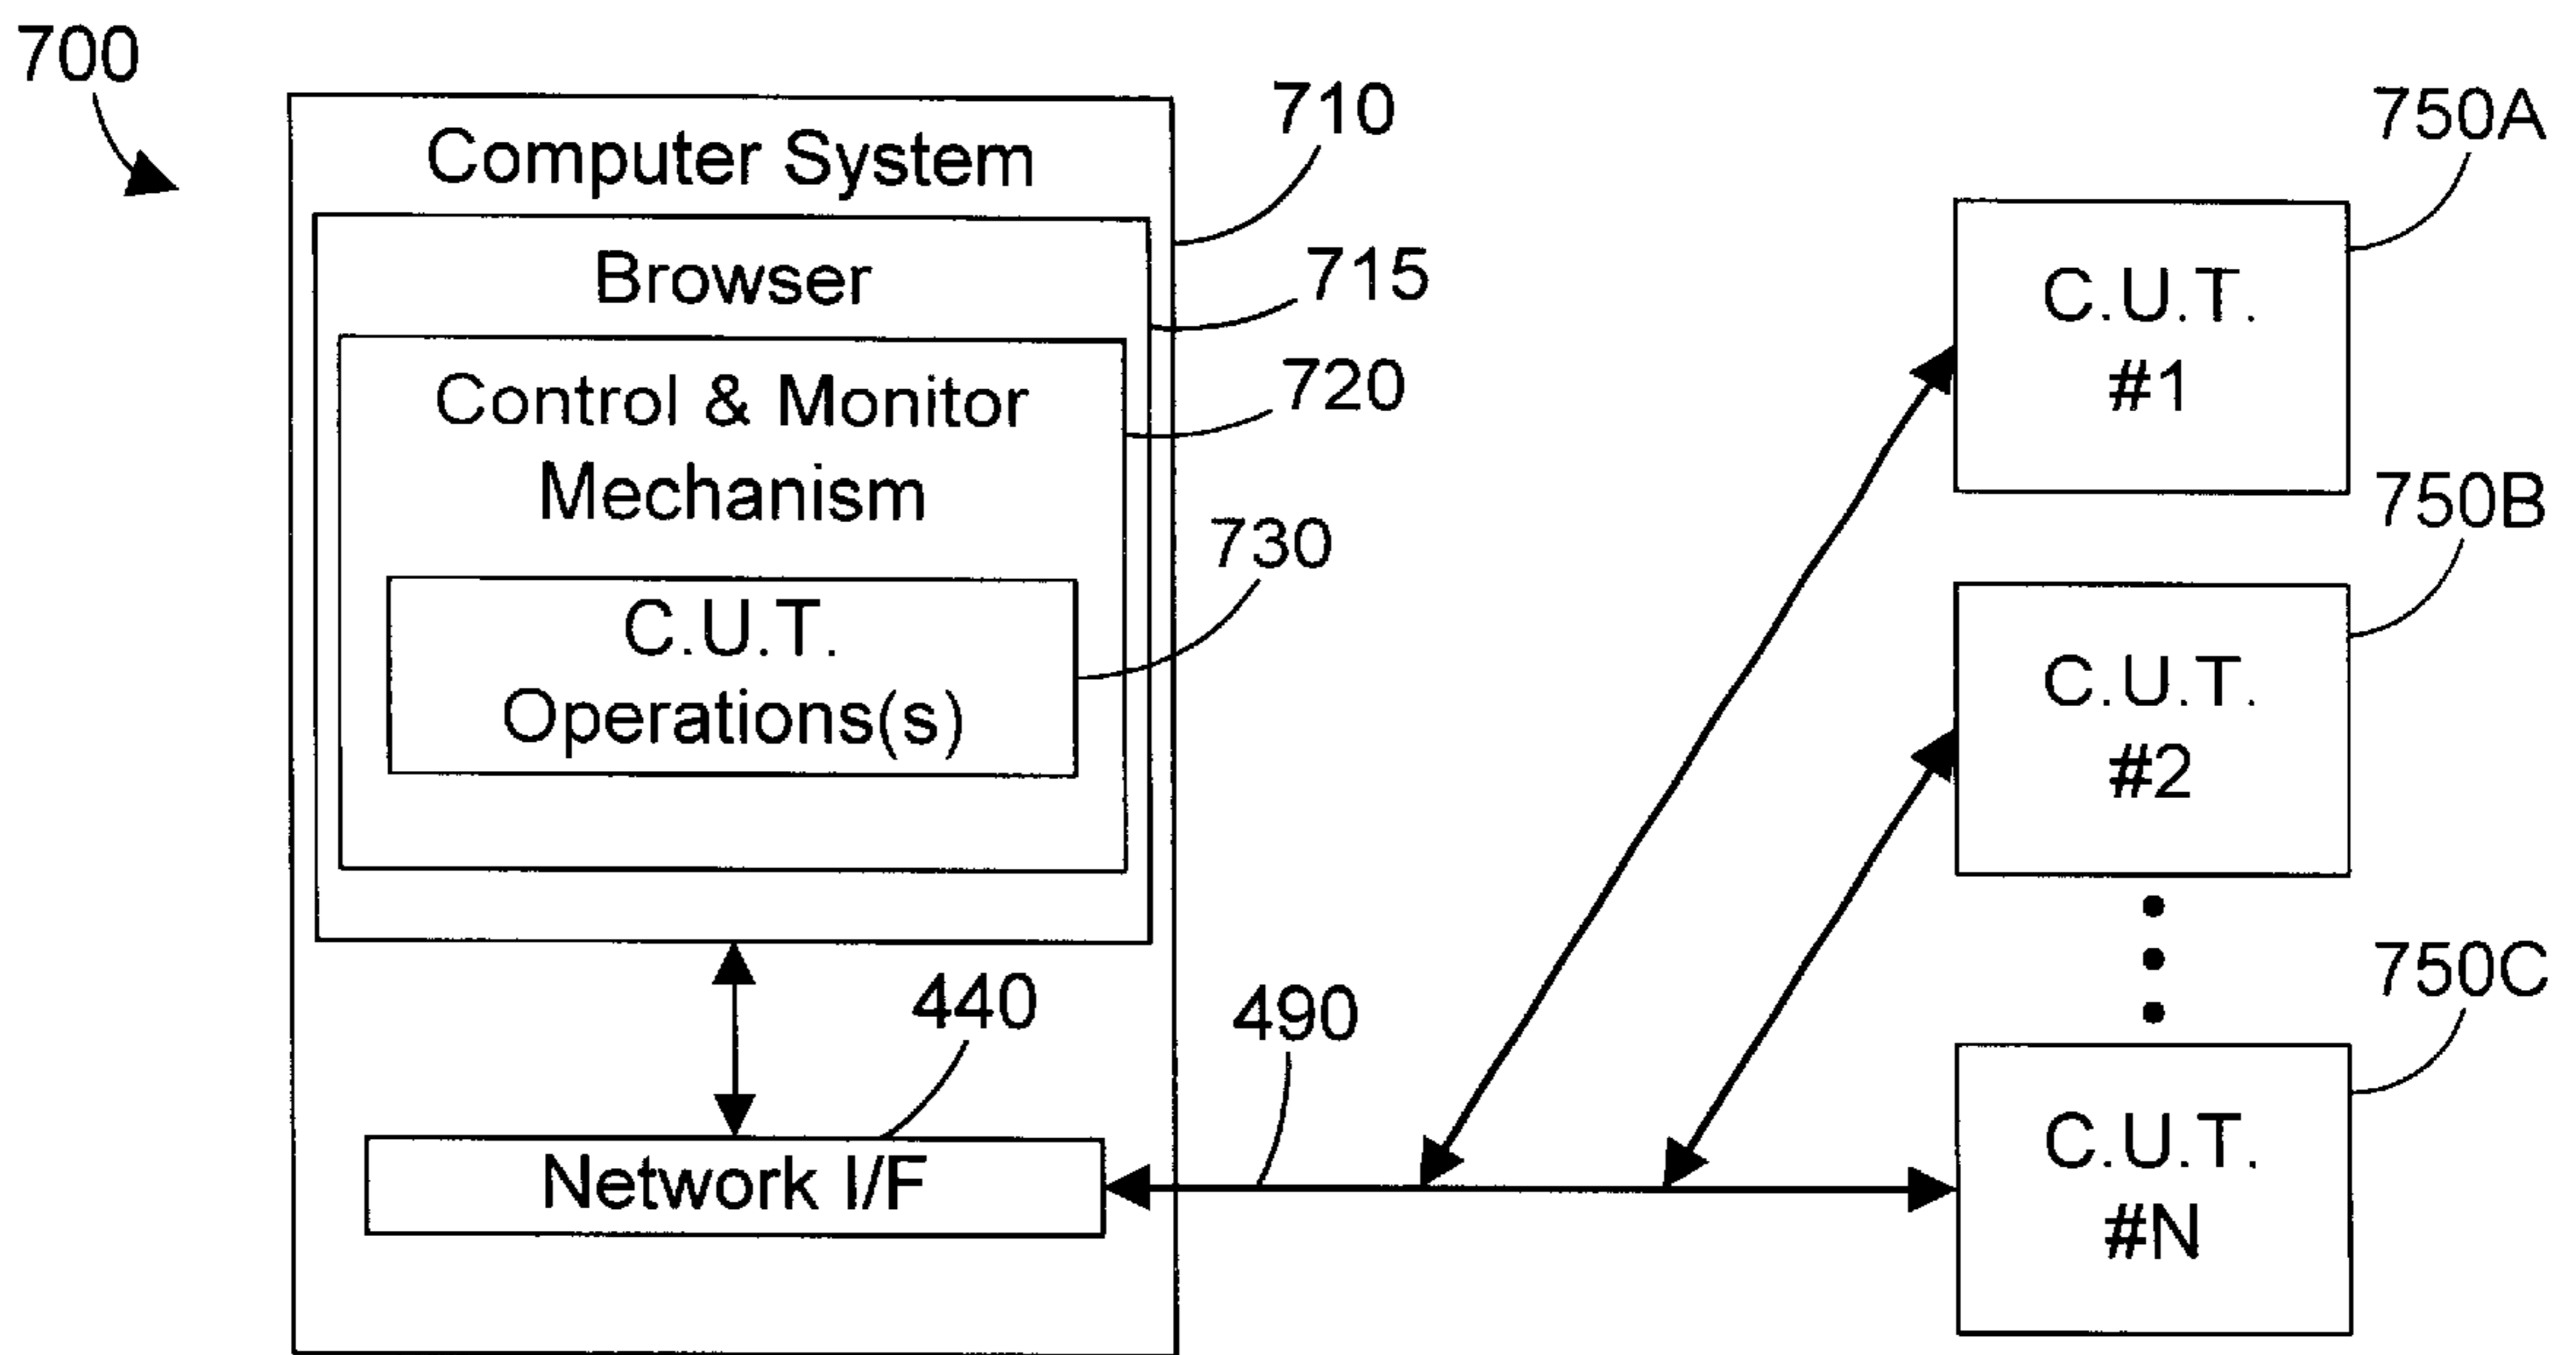 700
Computer System
710
Browser
715
Control & Monitor
Mechanism
720
C.U.T.
Operations(s)
730
440
Network I/F
490
750A
C.U.T.
#1
750B
C.U.T.
#2
750C
C.U.T.
#N